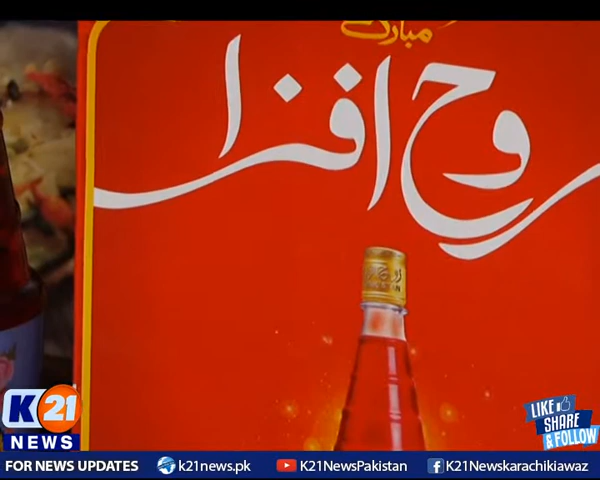 مبارک
روح افزا
K21
NEWS
LIKE
SHARE
& FOLLOW
FOR NEWS UPDATES k21news.pk K21NewsPakistan K21Newskarachikiawaz